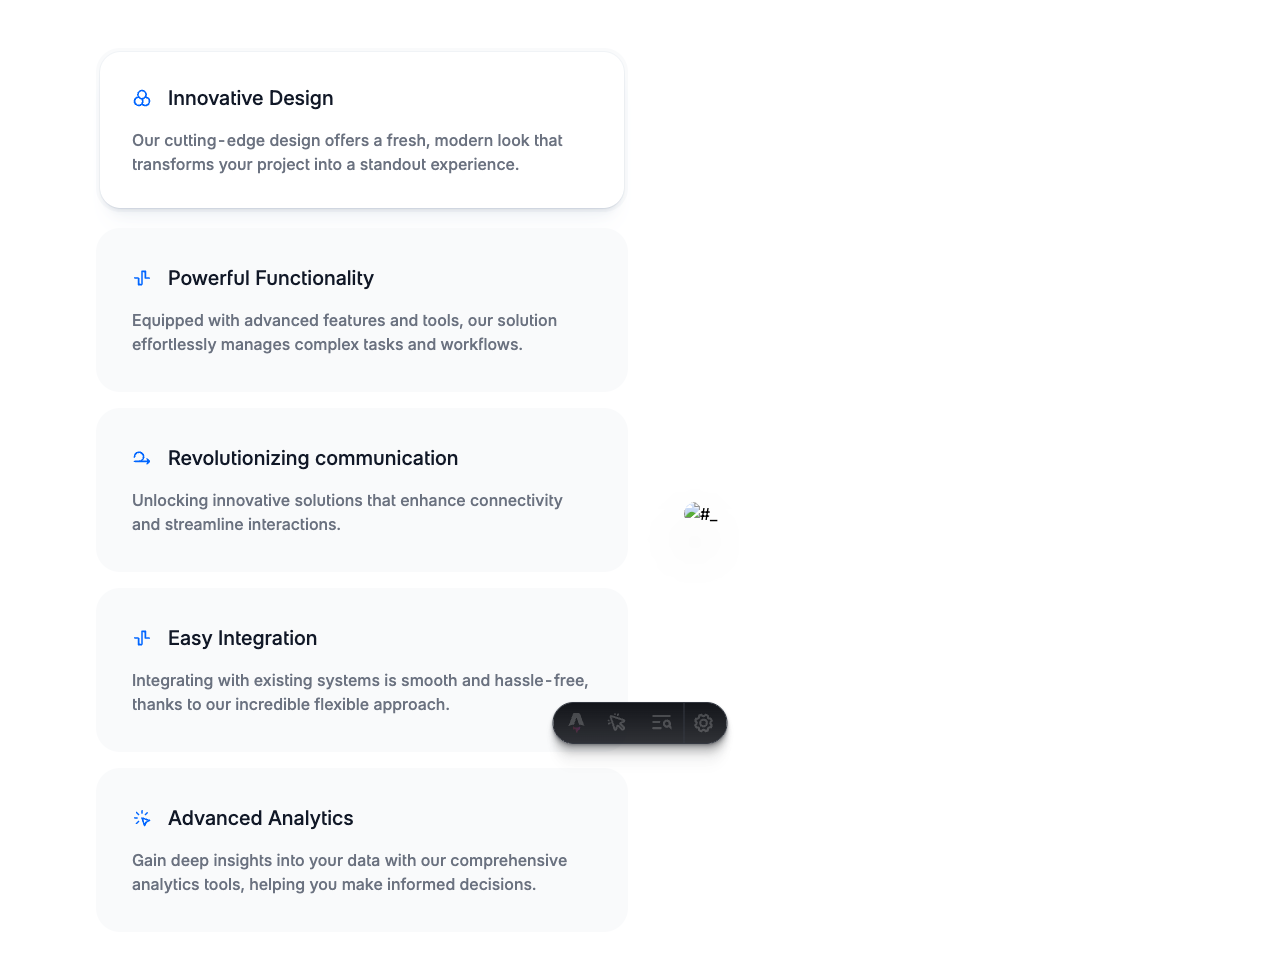 Innovative Design
Our cutting-edge design offers a fresh, modern look that
transforms your project into a standout experience.
Powerful Functionality
Equipped with advanced features and tools, our solution
effortlessly manages complex tasks and workflows.
Revolutionizing communication
Unlocking innovative solutions that enhance connectivity
and streamline interactions.
#_
Easy Integration
Integrating with existing systems is smooth and hassle-free,
thanks to our incredible flexible approach.
Advanced Analytics
Gain deep insights into your data with our comprehensive
analytics tools, helping you make informed decisions.